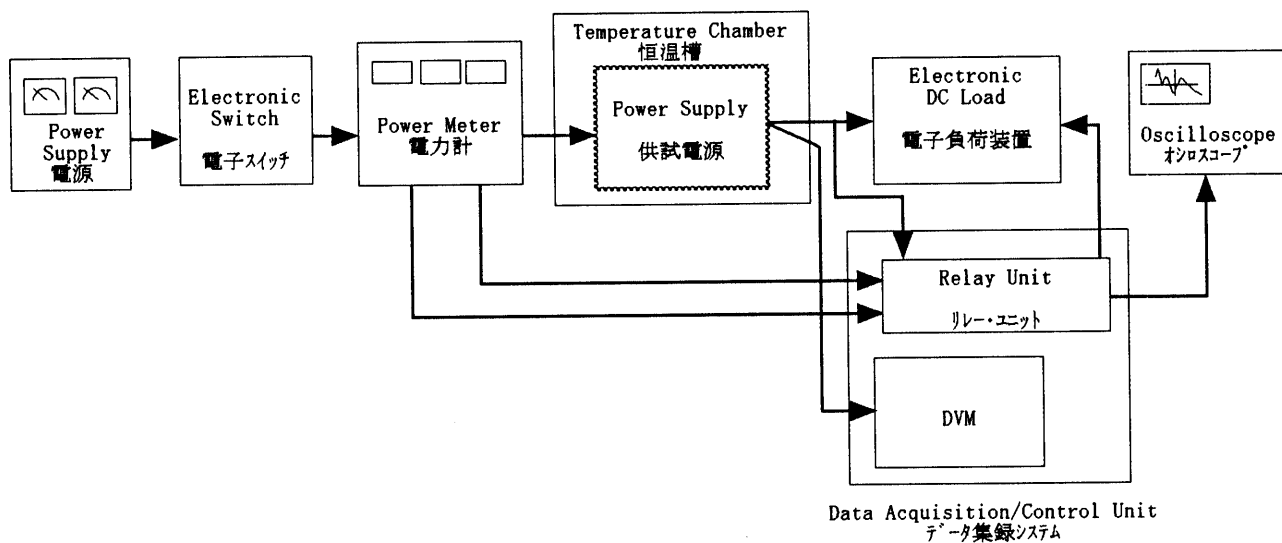 Power
Supply
電源
Electronic
Switch
電子スイッチ
Power Meter
電力計
Temperature Chamber
恒温槽
Power Supply
供試電源
Electronic
DC Load
電子負荷装置
Oscilloscope
オシロスコープ
Relay Unit
リレー・ユニット
DVM
Data Acquisition/Control Unit
データ集録システム